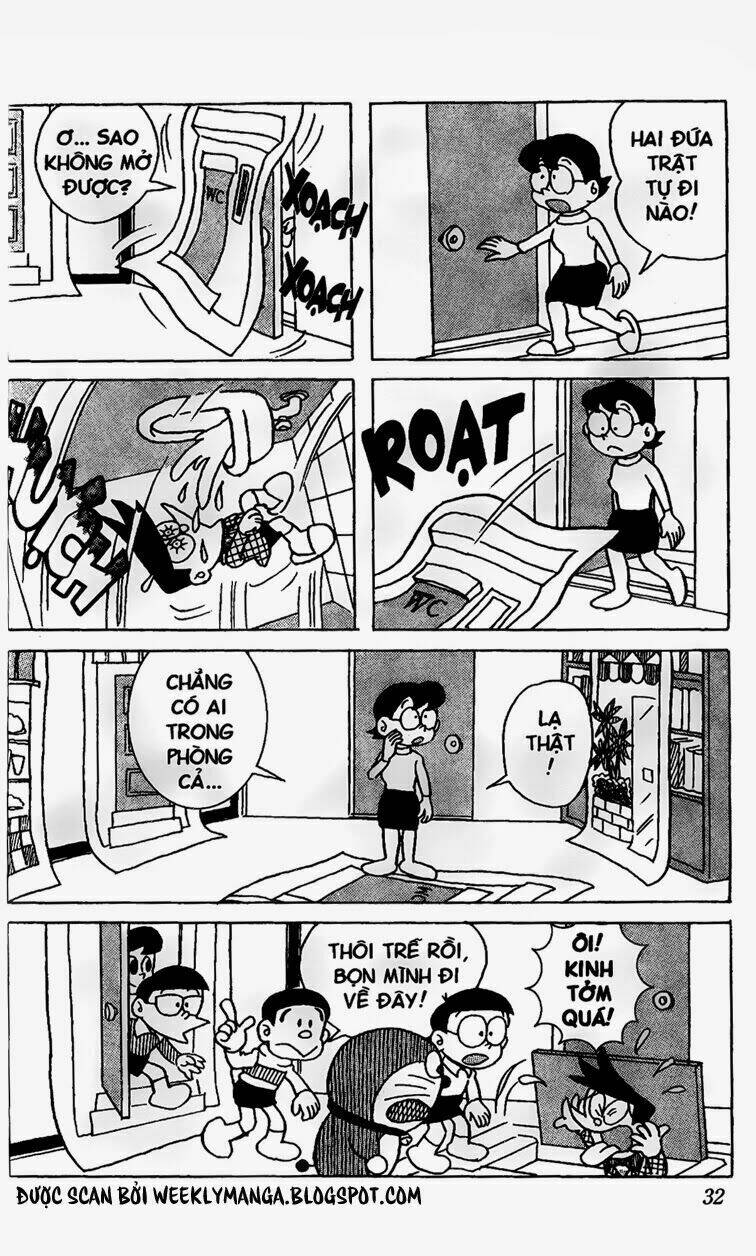 HAI ĐỨA
TRẬT
TỰ ĐI
NÀO!
Ơ... SAO
KHÔNG MỞ
ĐƯỢC?
WC
XOẠCH
XOẠCH
ROẠT
WC
HUỊCH
CHẲNG
CÓ AI
TRONG
PHÒNG
CẢ...
LẠ
THẬT
!
WC
THÔI TRỄ RỒI,
BỌN MÌNH ĐI
VỀ ĐÂY!
ÔI!
KINH
TỞM
QUÁ!
ĐƯỢC SCAN BỞI WEEKLYMANGA.BLOGSPOT.COM
32